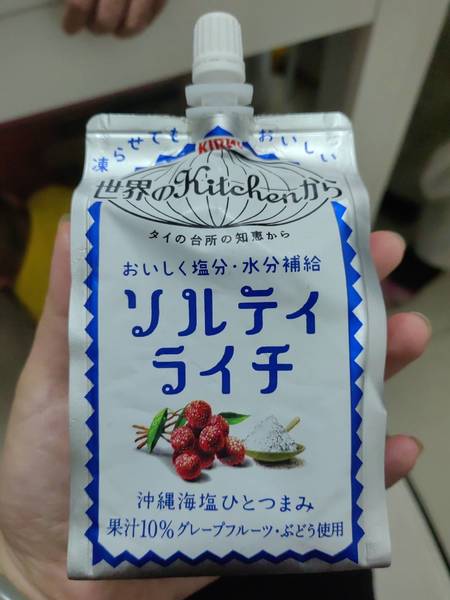 凍らせても おいしい
KIRIN
世界のKitchenから
タイの台所の知恵から
おいしく塩分・水分補給
ソルティ
ライチ
沖縄海塩ひとつまみ
果汁10%グレープフルーツ・ぶどう使用